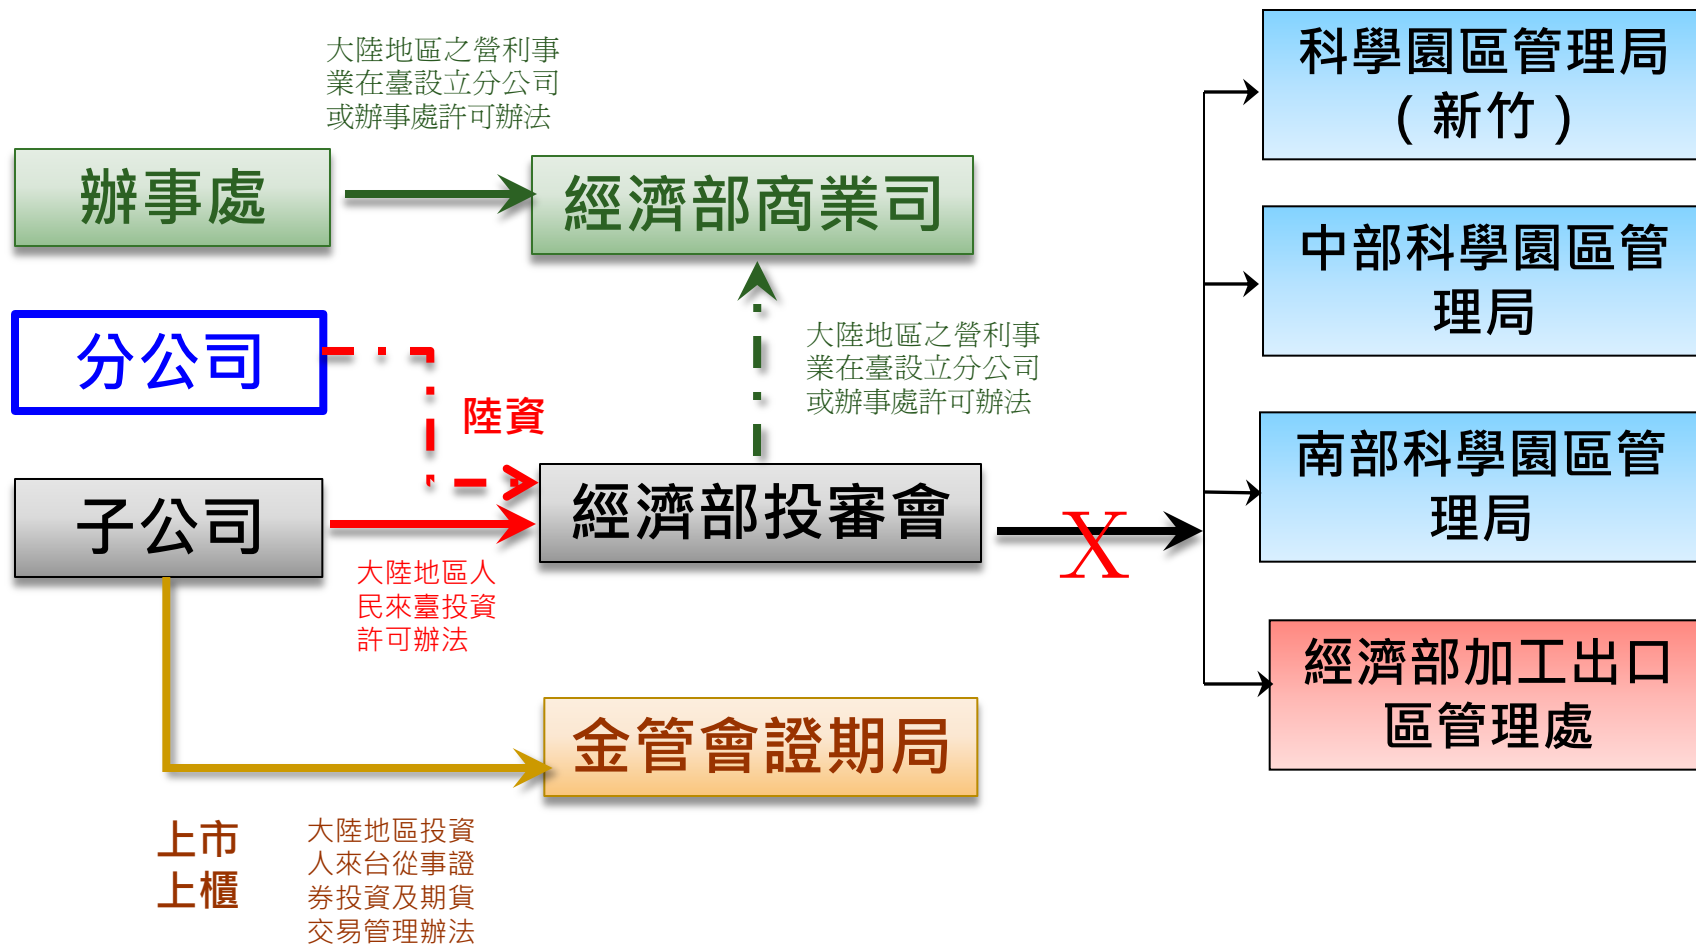 大陸地區之營利事
業在臺設立分公司
或辦事處許可辦法
辦事處
經濟部商業司
分公司
陸資
大陸地區之營利事
業在臺設立分公司
或辦事處許可辦法
子公司
經濟部投審會
X
大陸地區人
民來臺投資
許可辦法
金管會證期局
上市
上櫃
大陸地區投資
人來台從事證
券投資及期貨
交易管理辦法
科學園區管理局
（新竹）
中部科學園區管
理局
南部科學園區管
理局
經濟部加工出口
區管理處